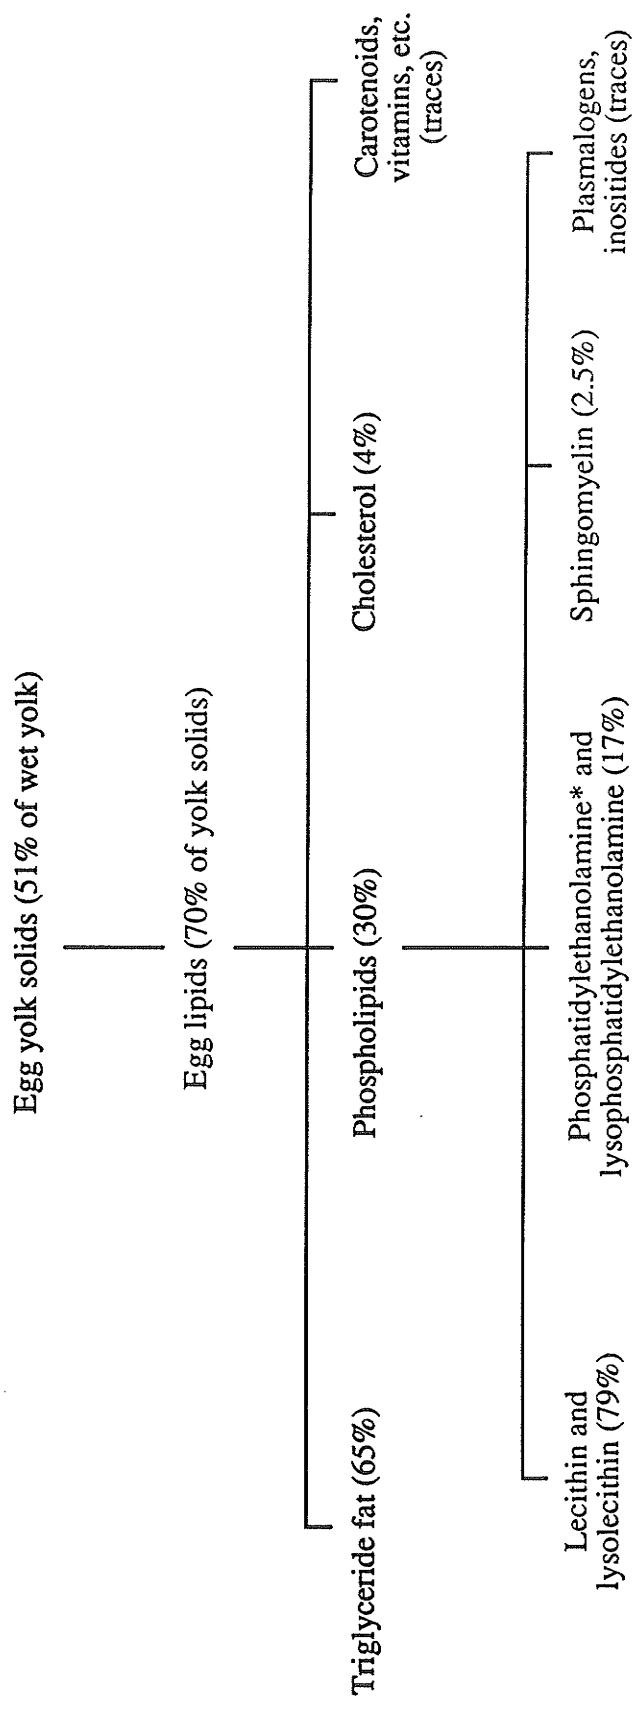 Egg yolk solids (51% of wet yolk)
Egg lipids (70% of yolk solids)
Triglyceride fat (65%)
Phospholipids (30%)
Cholesterol (4%)
Carotenoids,
vitamins, etc.
(traces)
Lecithin and
lysolecithin (79%)
Phosphatidylethanolamine* and
lysophosphatidylethanolamine (17%)
Sphingomyelin (2.5%)
Plasmalogens,
inositides (traces)